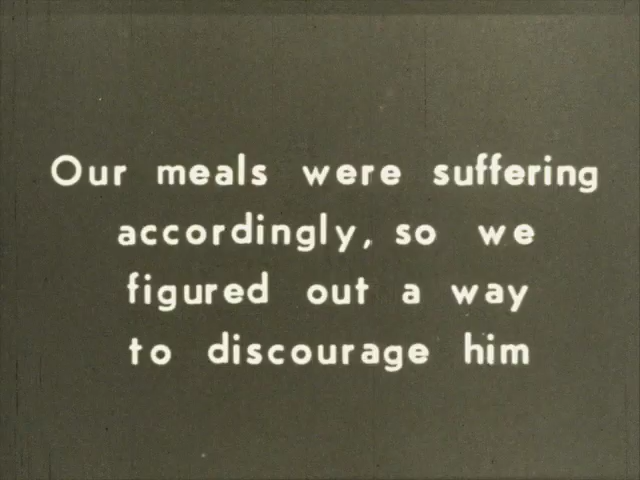 Our meals were suffering
accordingly, so we
figured out a way
to discourage him